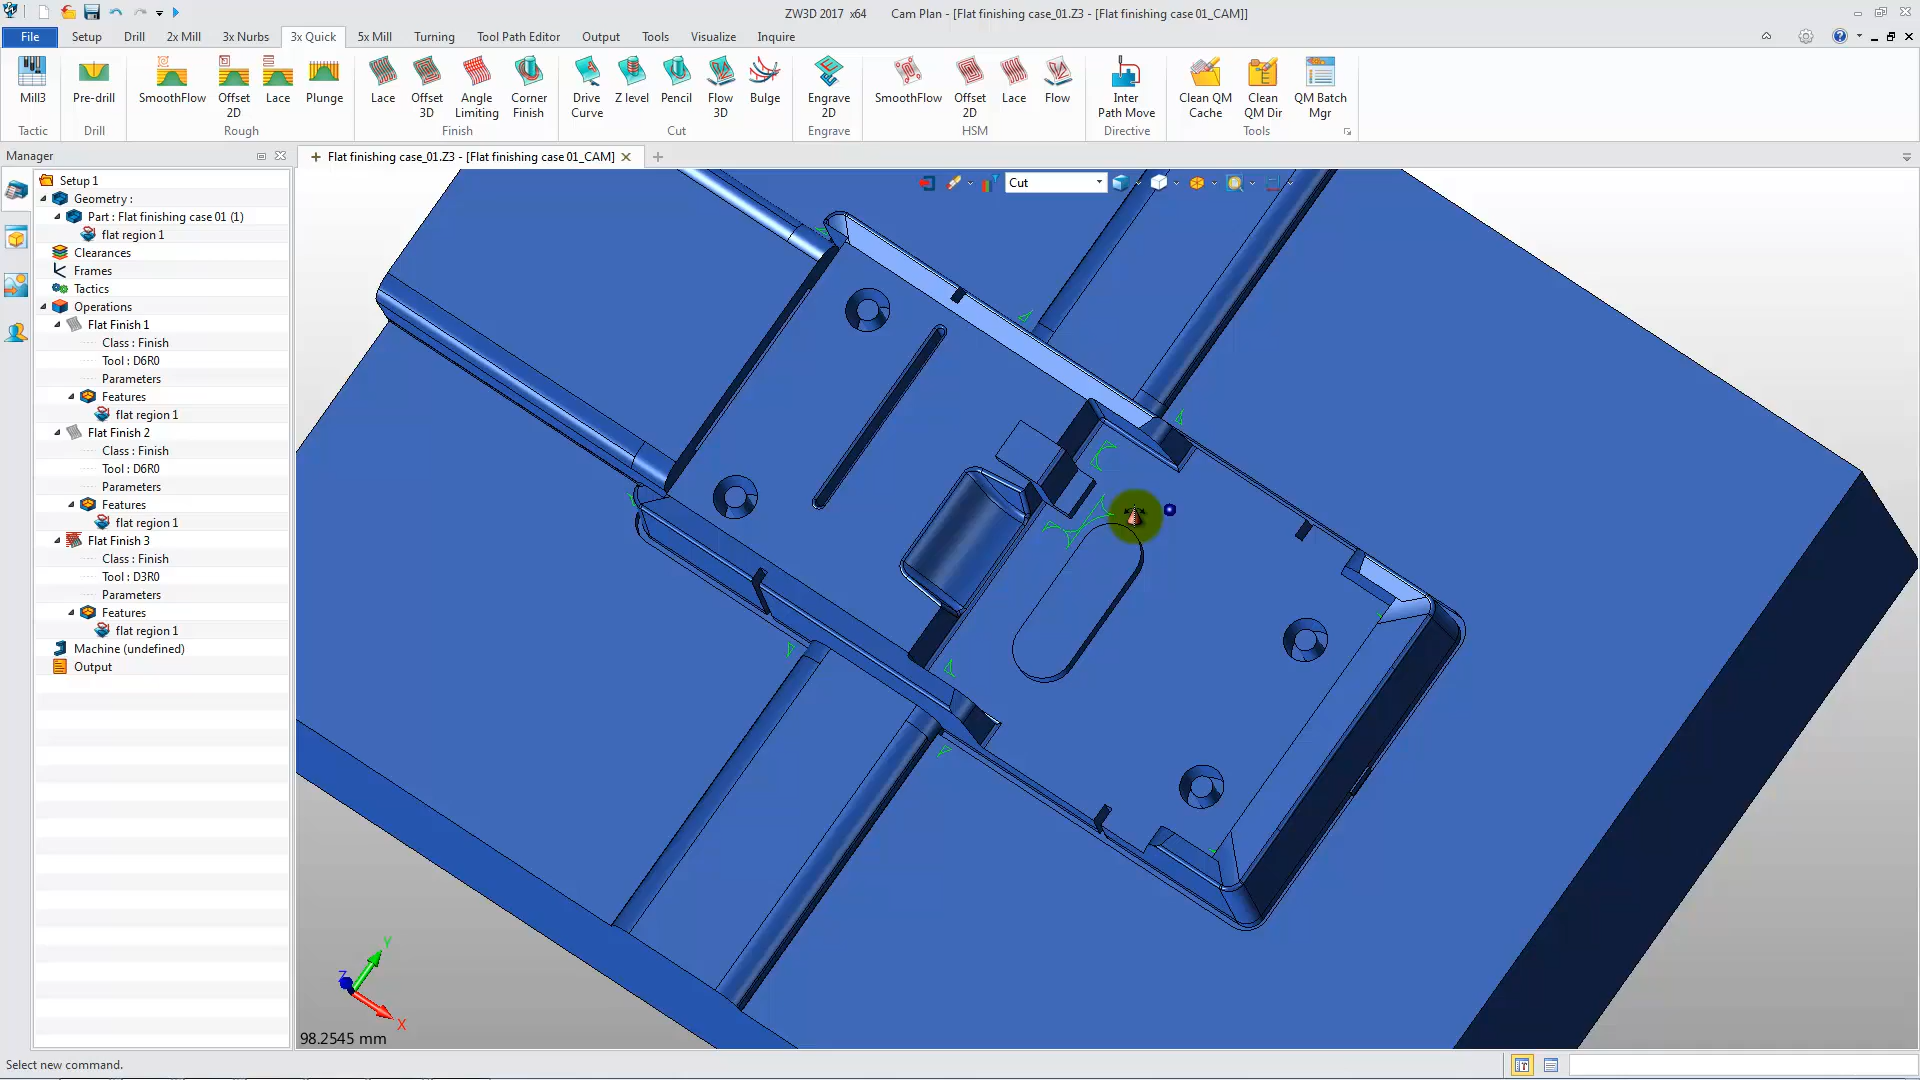 ZW3D 2017 x64 Cam Plan - [Flat finishing case_01.Z3 - [Flat finishing case 01_CAM]]
File Setup Drill 2x Mill 3x Nurbs 3x Quick 5x Mill Turning Tool Path Editor Output Tools Visualize Inquire
Mill3 Pre-drill SmoothFlow Offset 2D Lace Plunge Lace Offset 3D Angle Limiting Corner Finish Drive Curve Z level Pencil Flow 3D Bulge Engrave 2D SmoothFlow Offset 2D Lace Flow Inter Path Move Clean QM Cache Clean QM Dir QM Batch Mgr
Tactic Drill Rough Finish Cut Engrave HSM Directive Tools
Manager
Flat finishing case_01.Z3 - [Flat finishing case 01_CAM]
Cut
Setup 1
Geometry :
Part : Flat finishing case 01 (1)
flat region 1
Clearances
Frames
Tactics
Operations
Flat Finish 1
Class : Finish
Tool : D6R0
Parameters
Features
flat region 1
Flat Finish 2
Class : Finish
Tool : D6R0
Parameters
Features
flat region 1
Flat Finish 3
Class : Finish
Tool : D3R0
Parameters
Features
flat region 1
Machine (undefined)
Output
Y
Z
X
98.2545 mm
Select new command.